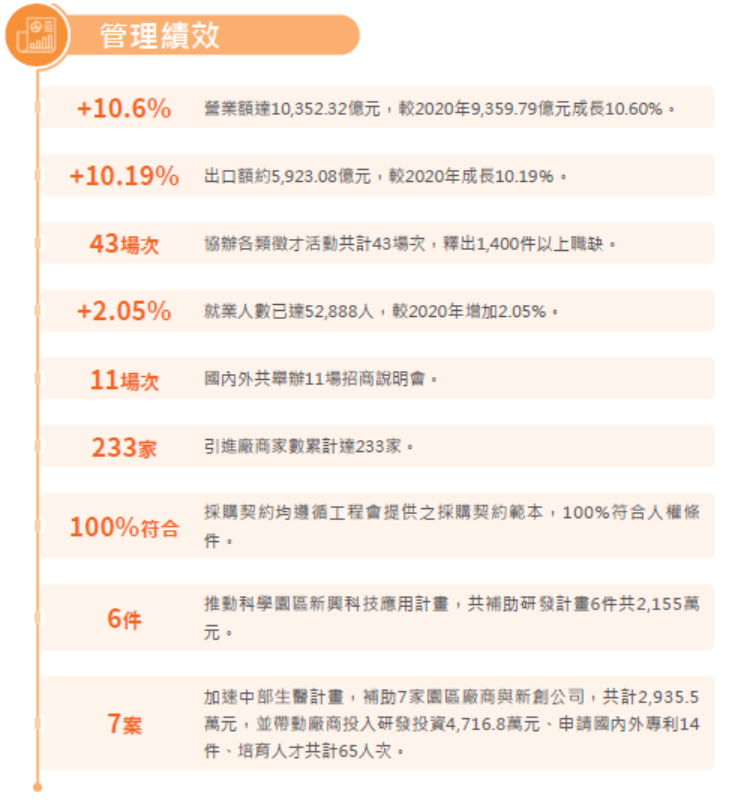 管理績效
+10.6% 營業額達10,352.32億元，較2020年9,359.79億元成長10.60%。
+10.19% 出口額約5,923.08億元，較2020年成長10.19%。
43場次 協辦各類徵才活動共計43場次，釋出1,400件以上職缺。
+2.05% 就業人數已達52,888人，較2020年增加2.05%。
11場次 國內外共舉辦11場招商說明會。
233家 引進廠商家數累計達233家。
100%符合 採購契約均遵循工程會提供之採購契約範本，100%符合人權條
件。
6件 推動科學園區新興科技應用計畫，共補助研發計畫6件共2,155萬
元。
7案 加速中部生醫計畫，補助7家園區廠商與新創公司，共計2,935.5
萬元，並帶動廠商投入研發投資4,716.8萬元、申請國內外專利14
件、培育人才共計65人次。